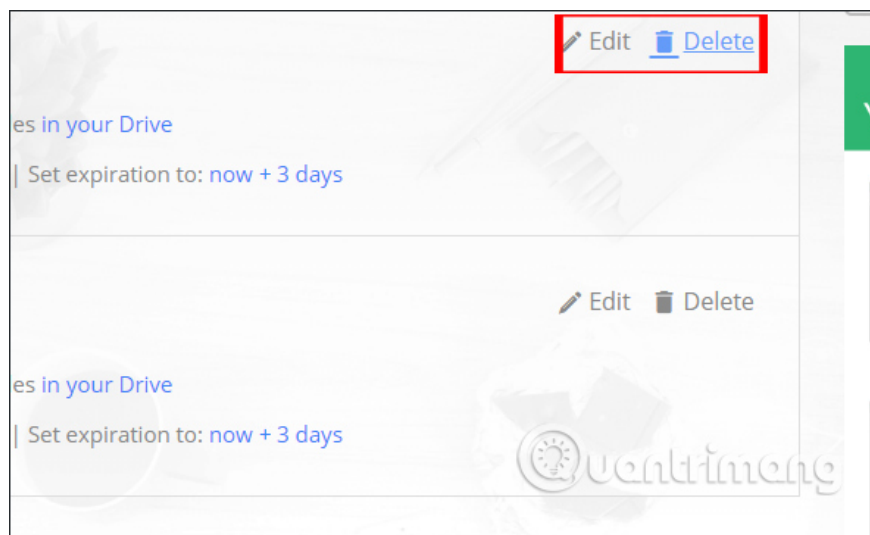 Edit Delete
es in your Drive
| Set expiration to: now + 3 days
Edit Delete
es in your Drive
| Set expiration to: now + 3 days
Quantrimang